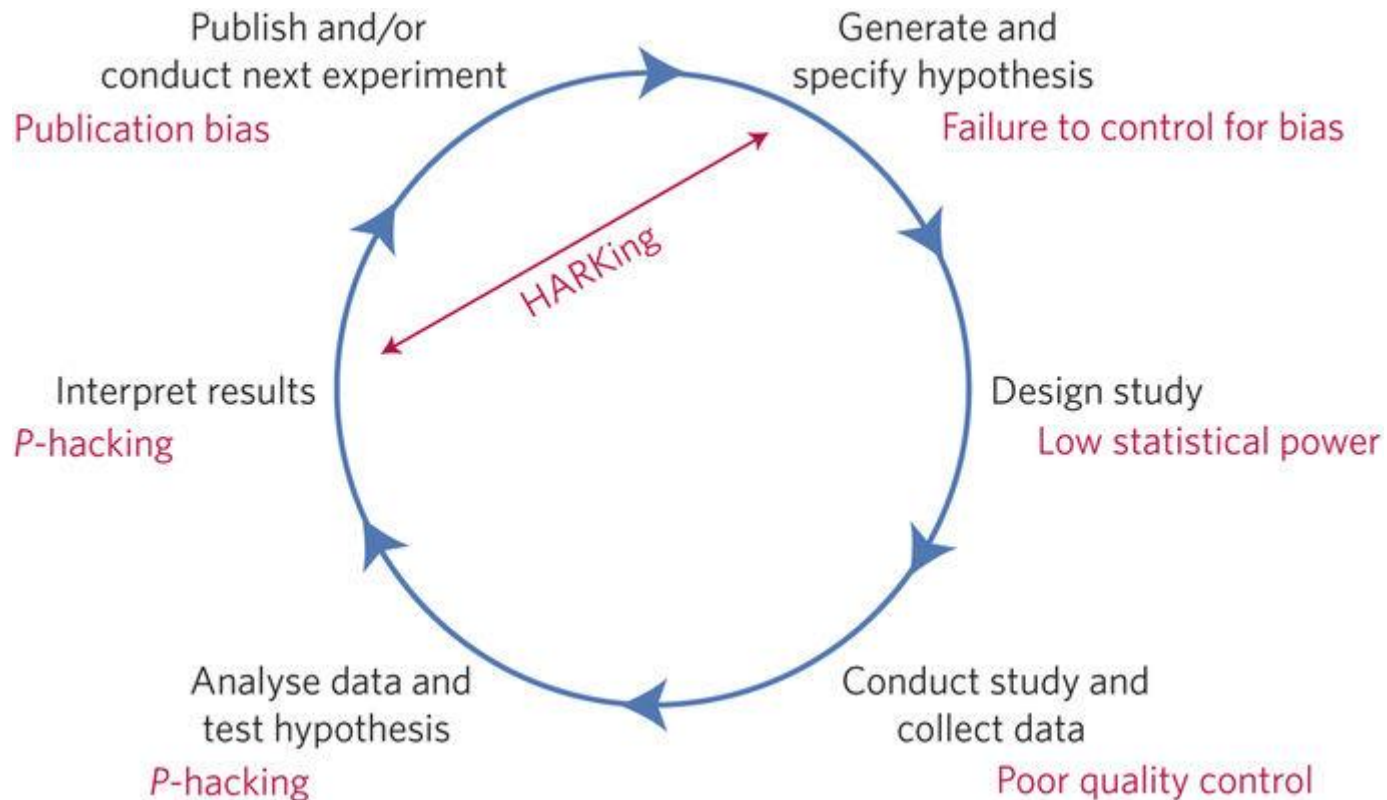 Publish and/or
conduct next experiment
Publication bias
Generate and
specify hypothesis
Failure to control for bias
HARKing
Interpret results
P-hacking
Design study
Low statistical power
Analyse data and
test hypothesis
P-hacking
Conduct study and
collect data
Poor quality control